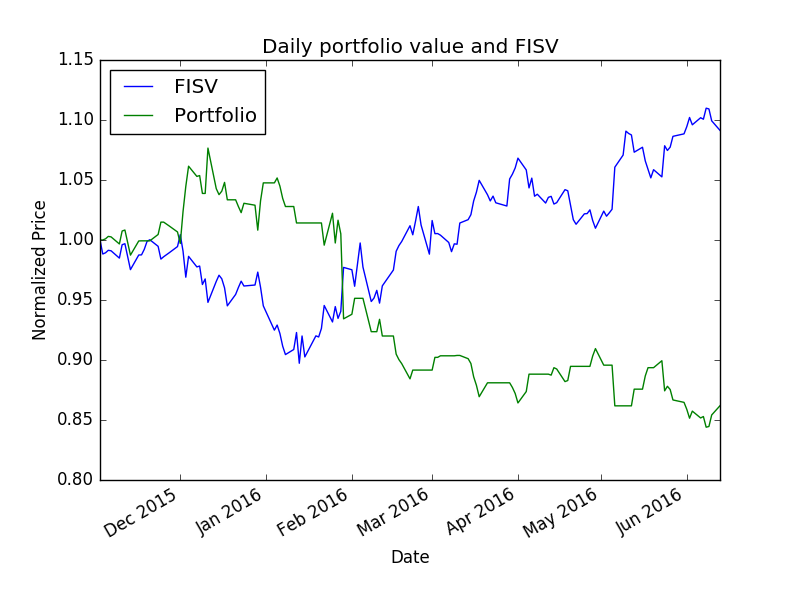 Daily portfolio value and FISV
FISV
Portfolio
1.15
1.10
1.05
1.00
0.95
0.90
0.85
0.80
Normalized Price
Dec 2015
Jan 2016
Feb 2016
Mar 2016
Apr 2016
May 2016
Jun 2016
Date